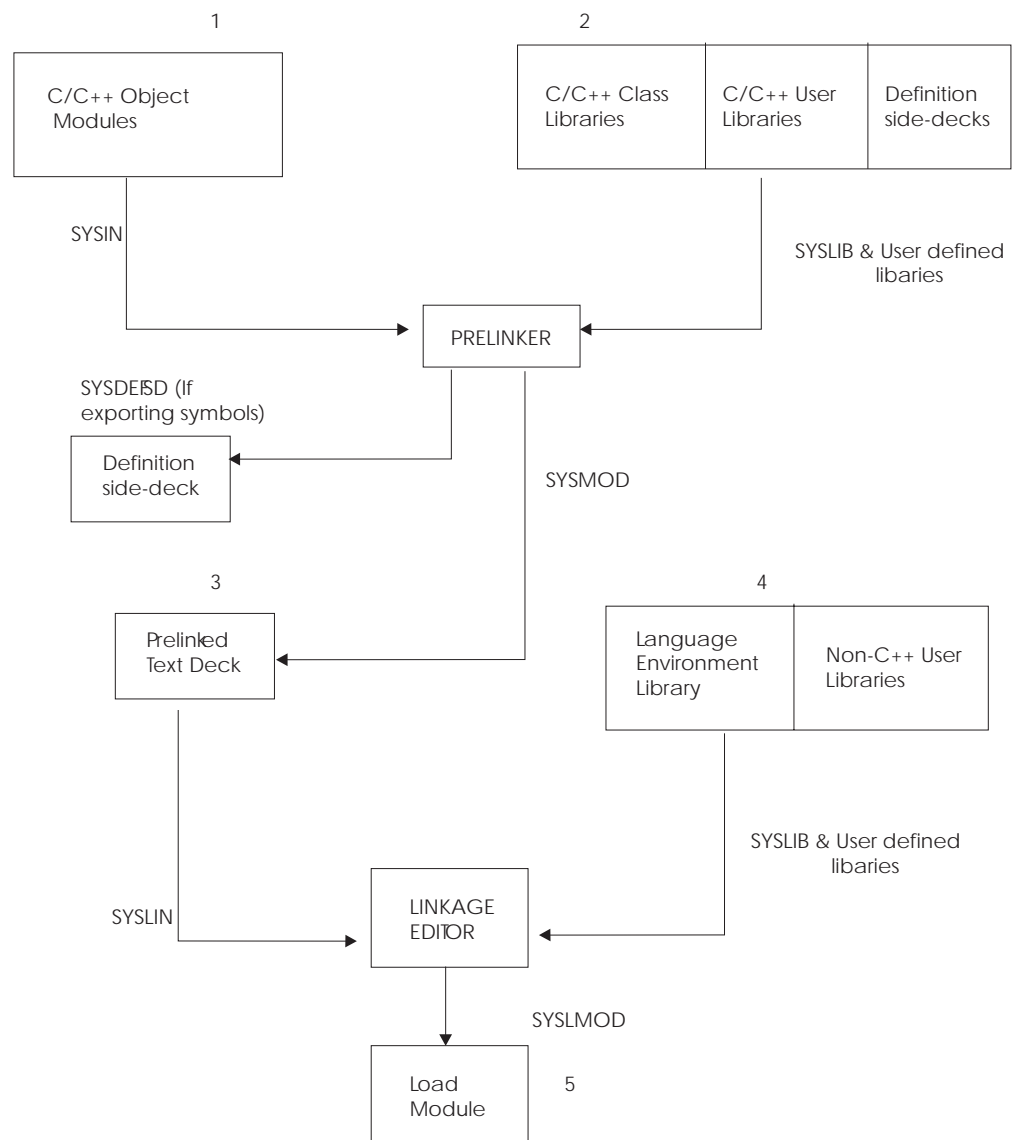 1
2
C/C++ Object
Modules
C/C++ Class
Libraries
C/C++ User
Libraries
Definition
side-decks
SYSIN
SYSLIB & User defined
libaries
PRELINKER
SYSDEFSD (If
exporting symbols)
Definition
side-deck
SYSMOD
3
4
Prelinked
Text Deck
Language
Environment
Library
Non-C++ User
Libraries
SYSLIB & User defined
libaries
SYSLIN
LINKAGE
EDITOR
SYSLMOD
Load
Module
5